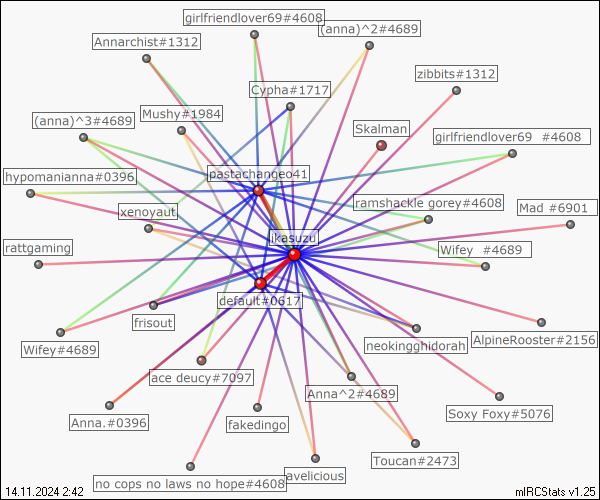 girlfriendlover69#4608
(anna)^2#4689
Annarchist#1312
zibbits#1312
Cypha#1717
Mushy#1984
(anna)^3#4689
Skalman
girlfriendlover69 #4608
pastachangeo41
hypomanianna#0396
ramshackle gorey#4608
xenoyaut
Mad #6901
ikasuzu
rattgaming
Wifey #4689
default#0617
frisout
AlpineRooster#2156
neokingghidorah
Wifey#4689
ace deucy#7097
Anna^2#4689
Soxy Foxy#5076
Anna.#0396
fakedingo
Toucan#2473
avelicious
no cops no laws no hope#4608
14.11.2024 2:42
mIRCStats v1.25